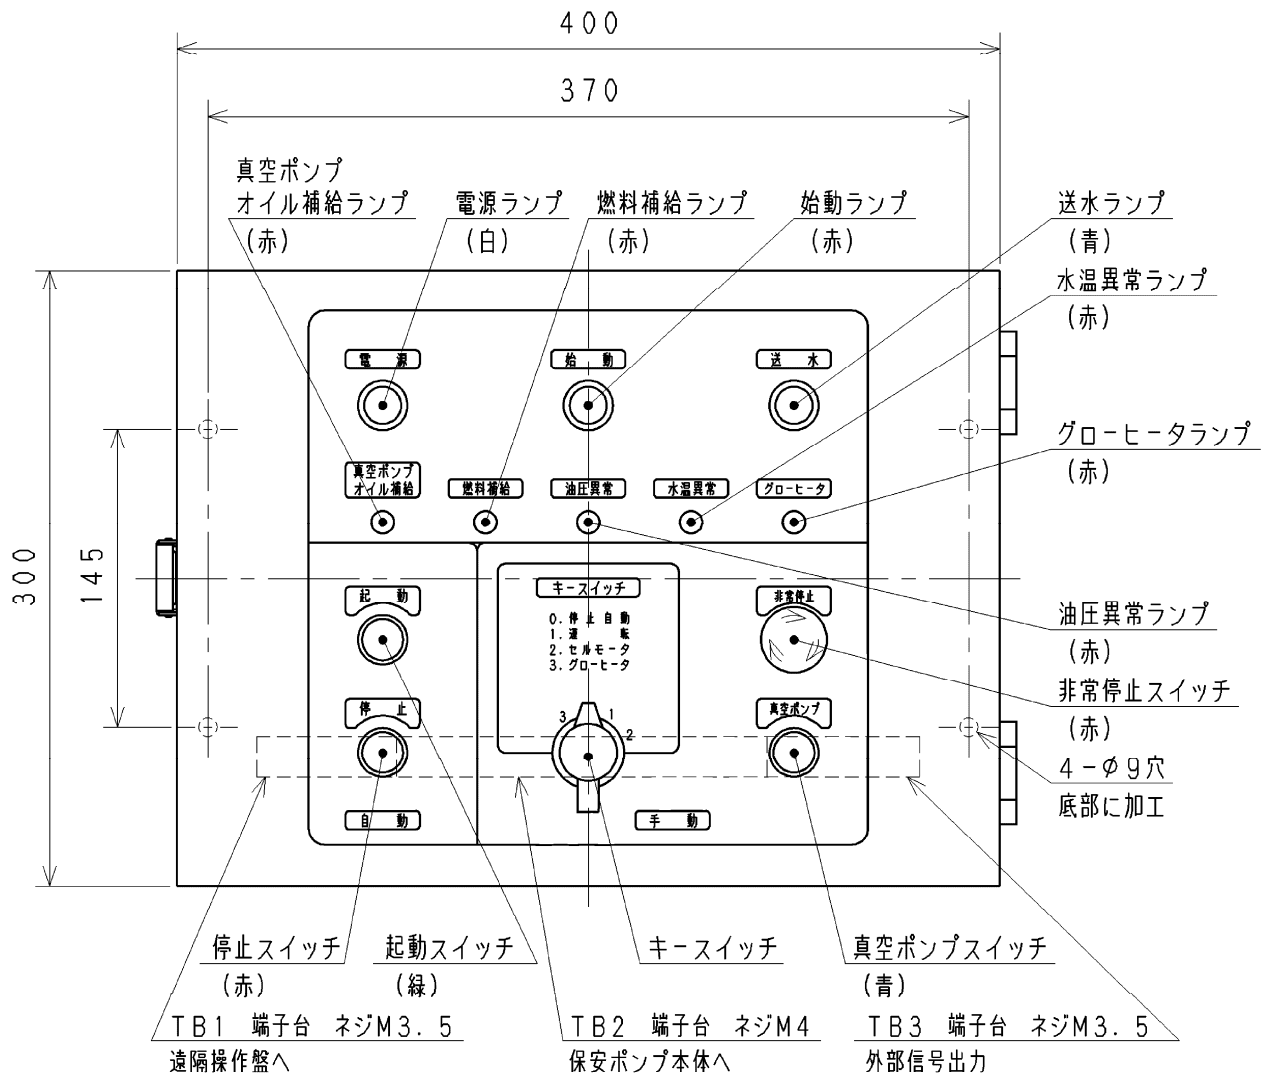 400
370
真空ポンプ
オイル補給ランプ
(赤)
電源ランプ
(白)
燃料補給ランプ
(赤)
始動ランプ
(赤)
送水ランプ
(青)
水温異常ランプ
(赤)
電 源
始 動
送 水
グローヒータランプ
(赤)
真空ポンプ
オイル補給
燃料補給
油圧異常
水温異常
グローヒータ
300
145
起 動
キースイッチ
0. 停止自動
1. 運 転
2. セルモータ
3. グローヒータ
非常停止
油圧異常ランプ
(赤)
非常停止スイッチ
(赤)
停 止
3
1
2
真空ポンプ
4-φ9穴
底部に加工
自 動
手 動
停止スイッチ
(赤)
起動スイッチ
(緑)
キースイッチ
真空ポンプスイッチ
(青)
TB1 端子台 ネジM3.5
遠隔操作盤へ
TB2 端子台 ネジM4
保安ポンプ本体へ
TB3 端子台 ネジM3.5
外部信号出力